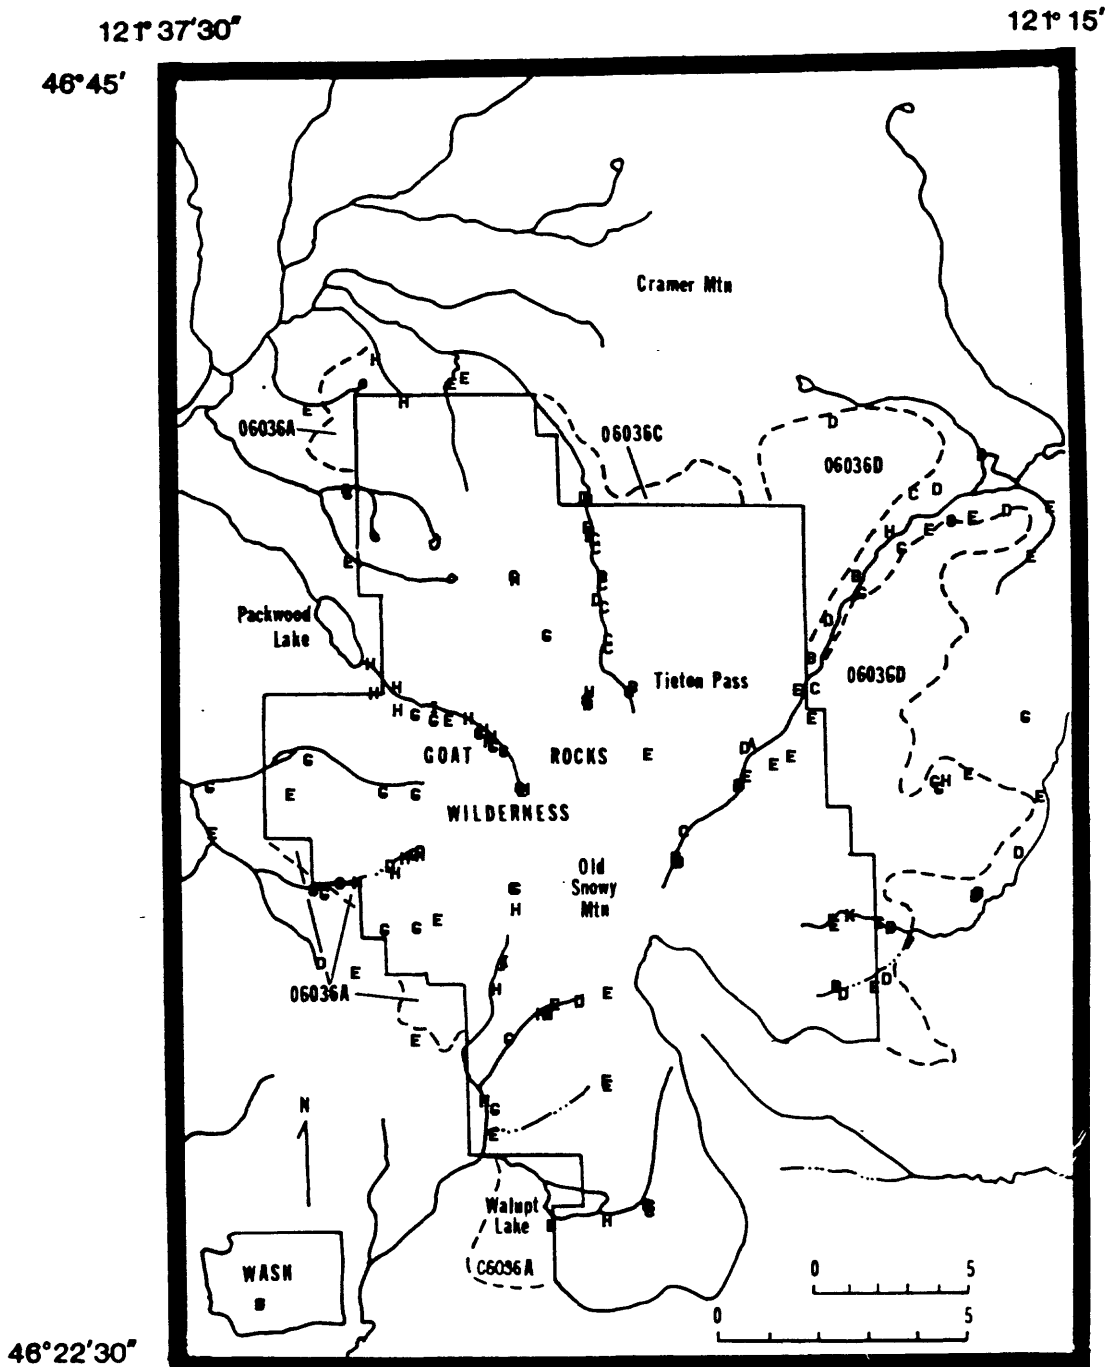 121° 37'30"
121° 15'
46°45'
Cramer Mtn
H
E
E
E
H
06036A
06036C
D
06036D
C
D
H
E
E
D
E
G
E
E
D
G
Packwood
Lake
C
C
H
Tieton Pass
B
06036D
E
C
E
G
GOAT
ROCKS
WILDERNESS
E
E
E
D
G
G
E
G
G
G
H
E
E
E
C
D
Old
Snowy
Mtn
H
G
G
E
D
E
06036A
H
E
E
N
G
E
Walupt
Lake
H
C6036A
WASH
0
5
0
5
46°22'30"